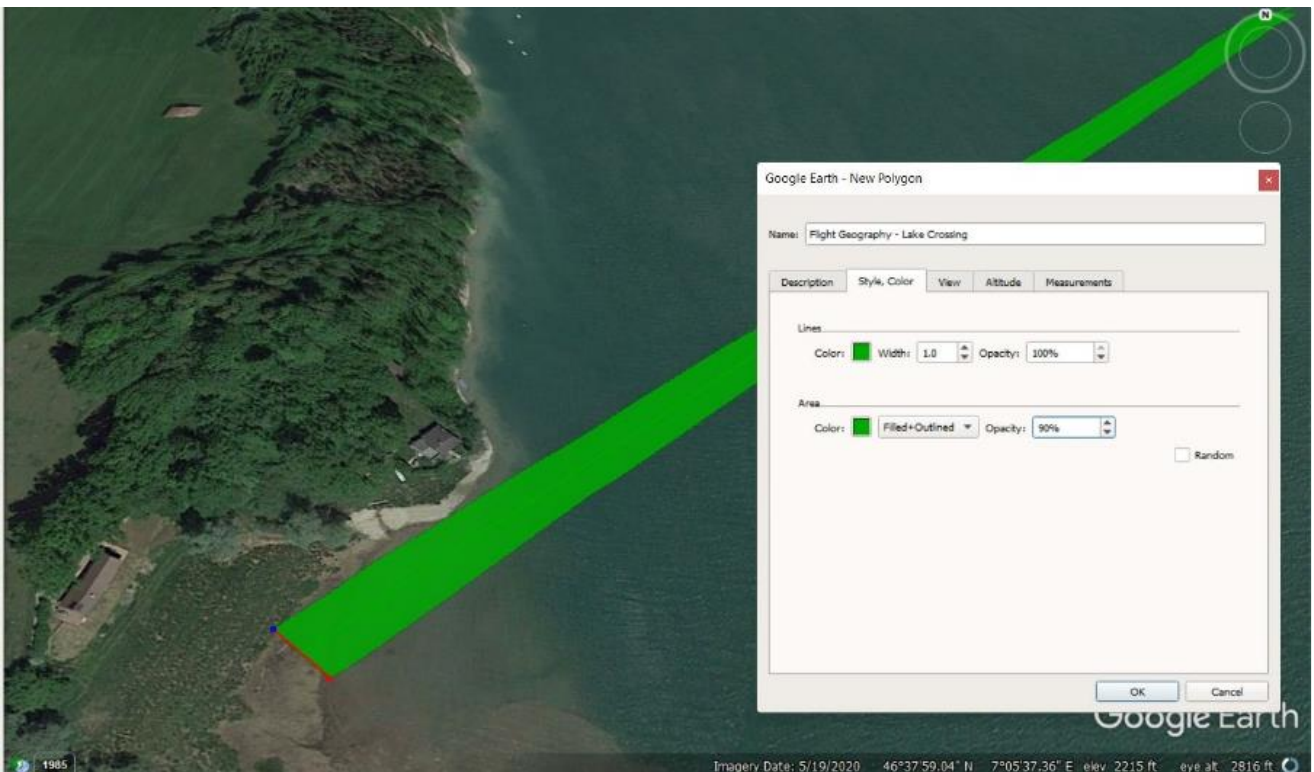 N
Google Earth - New Polygon
Name: Flight Geography - Lake Crossing
Description Style, Color View Altitude Measurements
Lines
Color: Width: 1.0 Opacity: 100%
Area
Color: Filled+Outlined Opacity: 90%
Random
OK Cancel
Google Earth
1985 Imagery Date: 5/19/2020 46°37'59.04" N 7°05'37.36" E elev 2215 ft eye alt 2816 ft